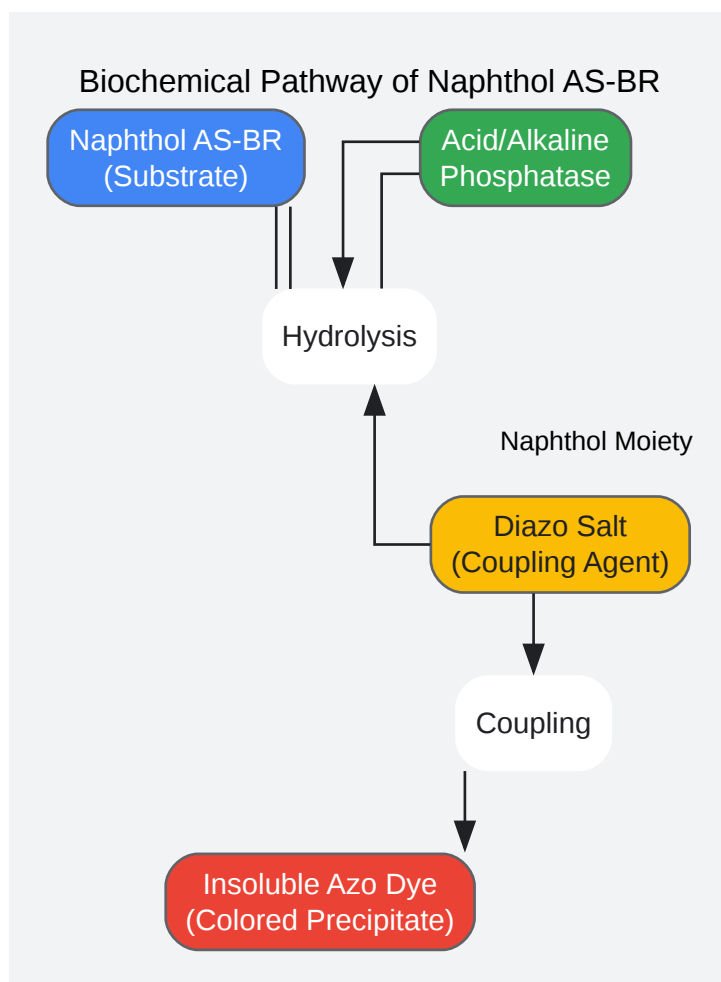 Biochemical Pathway of Naphthol AS-BR
Naphthol AS-BR
(Substrate)
Acid/Alkaline
Phosphatase
Hydrolysis
Naphthol Moiety
Diazo Salt
(Coupling Agent)
Coupling
Insoluble Azo Dye
(Colored Precipitate)